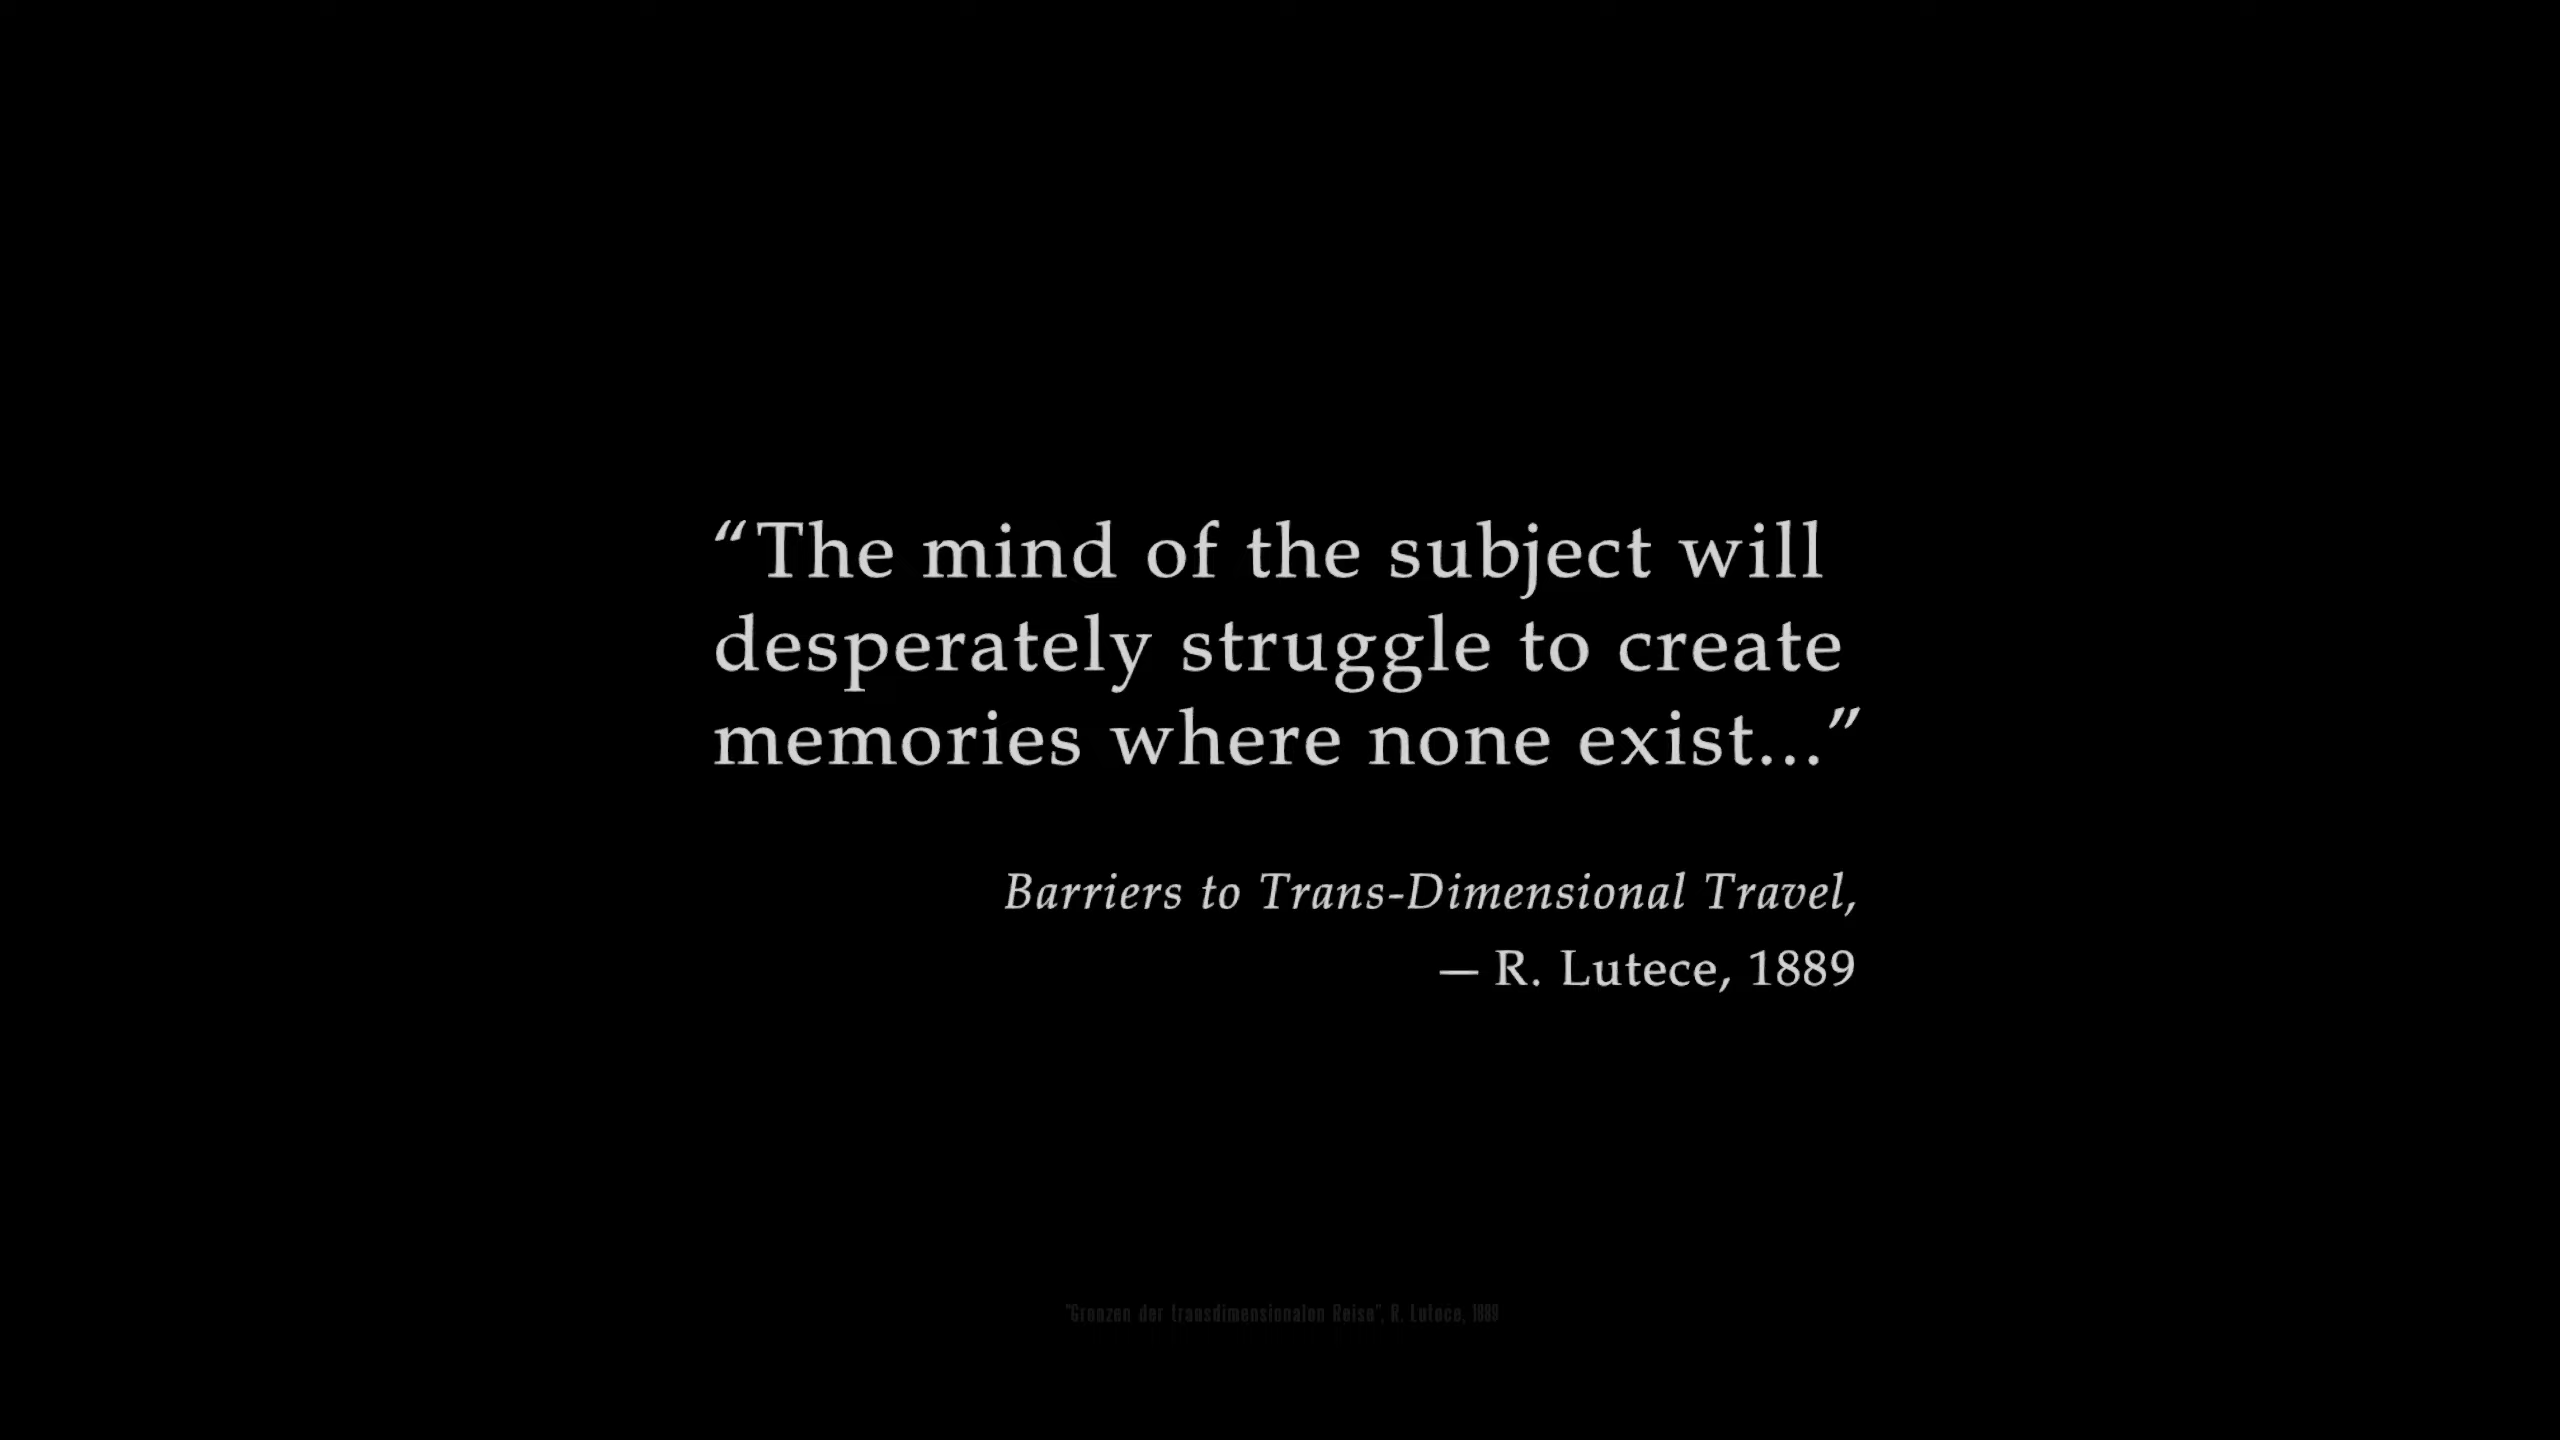 “The mind of the subject will
desperately struggle to create
memories where none exist...”
Barriers to Trans-Dimensional Travel,
— R. Lutece, 1889
"Grenzen der transdimensionalen Reise", R. Lutece, 1889